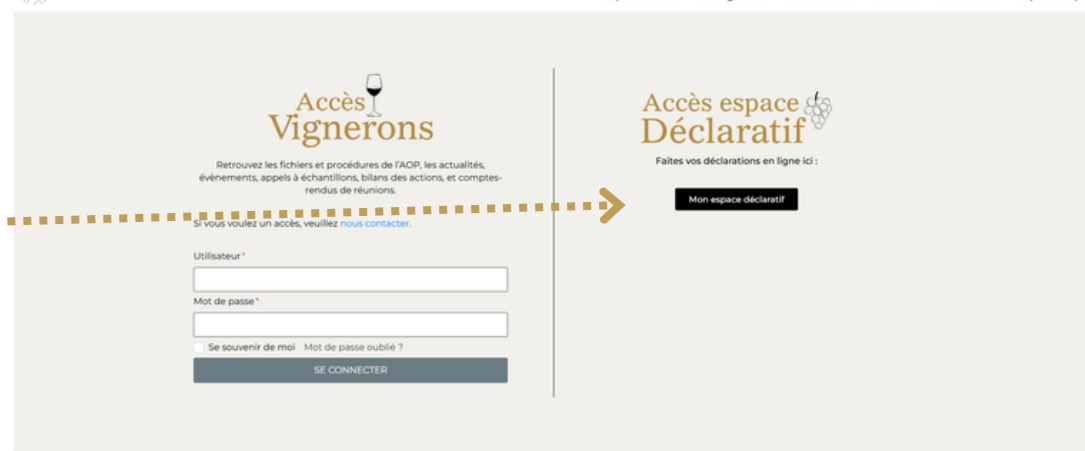 Accès
Vignerons
Retrouvez les fichiers et procédures de l'AOP, les actualités,
évènements, appels à échantillons, bilans des actions, et comptes-
rendus de réunions.
Si vous voulez un accès, veuillez nous contacter.
Utilisateur *
Mot de passe *
Se souvenir de moi Mot de passe oublié ?
SE CONNECTER
Accès espace
Déclaratif
Faites vos déclarations en ligne ici :
Mon espace déclaratif